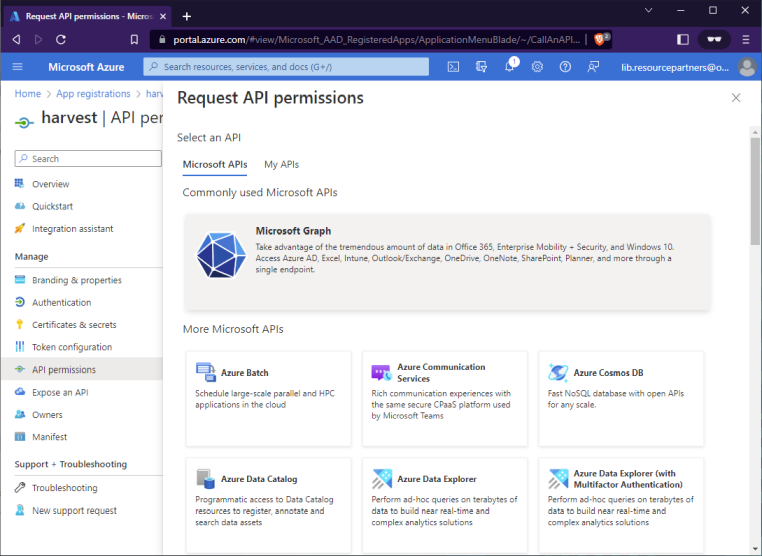 Request API permissions - Micros
portal.azure.com/#view/Microsoft_AAD_RegisteredApps/ApplicationMenuBlade/~/CallAnAPI...
Microsoft Azure
Search resources, services, and docs (G+/)
1
lib.resourcepartners@o...
Home > App registrations > harv
harvest | API per
Search
Overview
Quickstart
Integration assistant
Manage
Branding & properties
Authentication
Certificates & secrets
Token configuration
API permissions
Expose an API
Owners
Manifest
Support + Troubleshooting
Troubleshooting
New support request
Request API permissions
Select an API
Microsoft APIs
My APIs
Commonly used Microsoft APIs
Microsoft Graph
Take advantage of the tremendous amount of data in Office 365, Enterprise Mobility + Security, and Windows 10.
Access Azure AD, Excel, Intune, Outlook/Exchange, OneDrive, OneNote, SharePoint, Planner, and more through a
single endpoint.
More Microsoft APIs
Azure Batch
Schedule large-scale parallel and HPC
applications in the cloud
Azure Communication
Services
Rich communication experiences with
the same secure CPaaS platform used
by Microsoft Teams
Azure Cosmos DB
Fast NoSQL database with open APIs
for any scale.
Azure Data Catalog
Programmatic access to Data Catalog
resources to register, annotate and
search data assets
Azure Data Explorer
Perform ad-hoc queries on terabytes of
data to build near real-time and
complex analytics solutions
Azure Data Explorer (with
Multifactor Authentication)
Perform ad-hoc queries on terabytes of
data to build near real-time and
complex analytics solutions